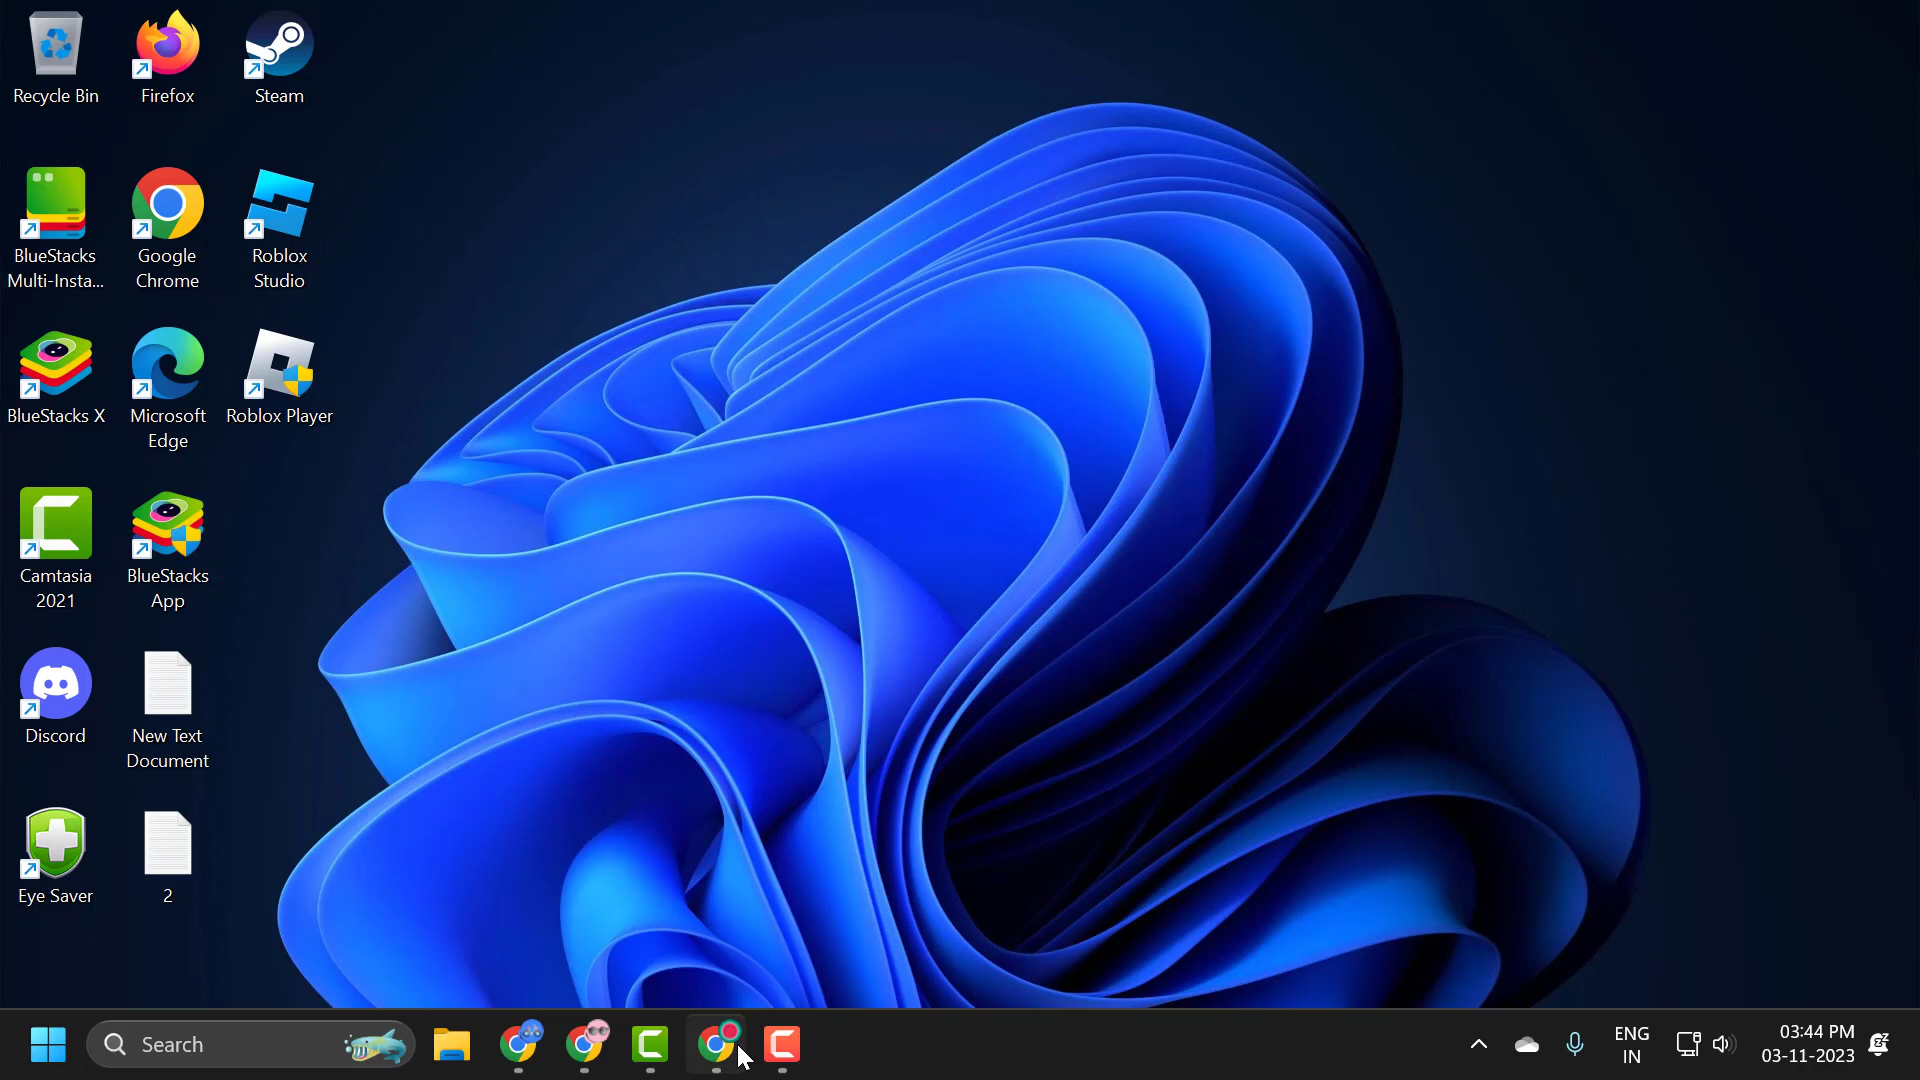 Recycle Bin
Firefox
Steam
BlueStacks
Multi-Insta...
Google
Chrome
Roblox
Studio
BlueStacks X
Microsoft
Edge
Roblox Player
Camtasia
2021
BlueStacks
App
Discord
New Text
Document
Eye Saver
2
Search
ENG
IN
03:44 PM
03-11-2023